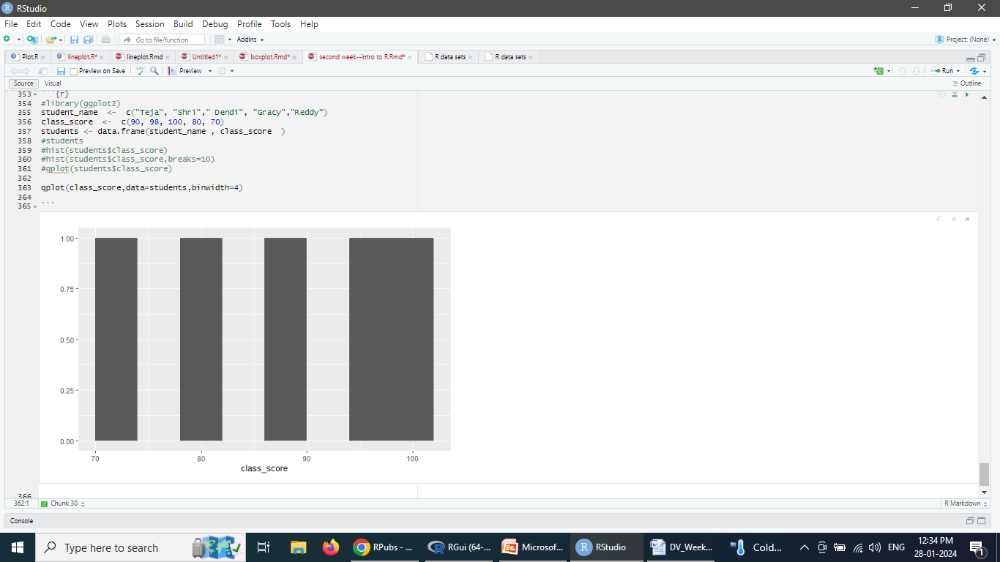 RStudio
File Edit Code View Plots Session Build Debug Profile Tools Help
Go to file/function Addins Project: (None)
Plot.R lineplot.R* lineplot.Rmd Untitled1* boxplot.Rmd* second week--intro to R.Rmd* R data sets R data sets
Preview on Save ABC Preview Run
Source Visual Outline
353 ```{r}
354 #library(ggplot2)
355 student_name <- c("Teja", "Shri"," Dendi", "Gracy","Reddy")
356 class_score <- c(90, 98, 100, 80, 70)
357 students <- data.frame(student_name , class_score )
358 #students
359 #hist(students$class_score)
360 #hist(students$class_score,breaks=10)
361 #qplot(students$class_score)
362
363 qplot(class_score,data=students,binwidth=4)
364
365 ```
1.00
0.75
0.50
0.25
0.00
70 80 90 100
class_score
366
362:1 C Chunk 30 R Markdown
Console
Type here to search RPubs - ... RGui (64-... Microsof... RStudio DV_Week... Cold... ENG 12:34 PM
28-01-2024 1